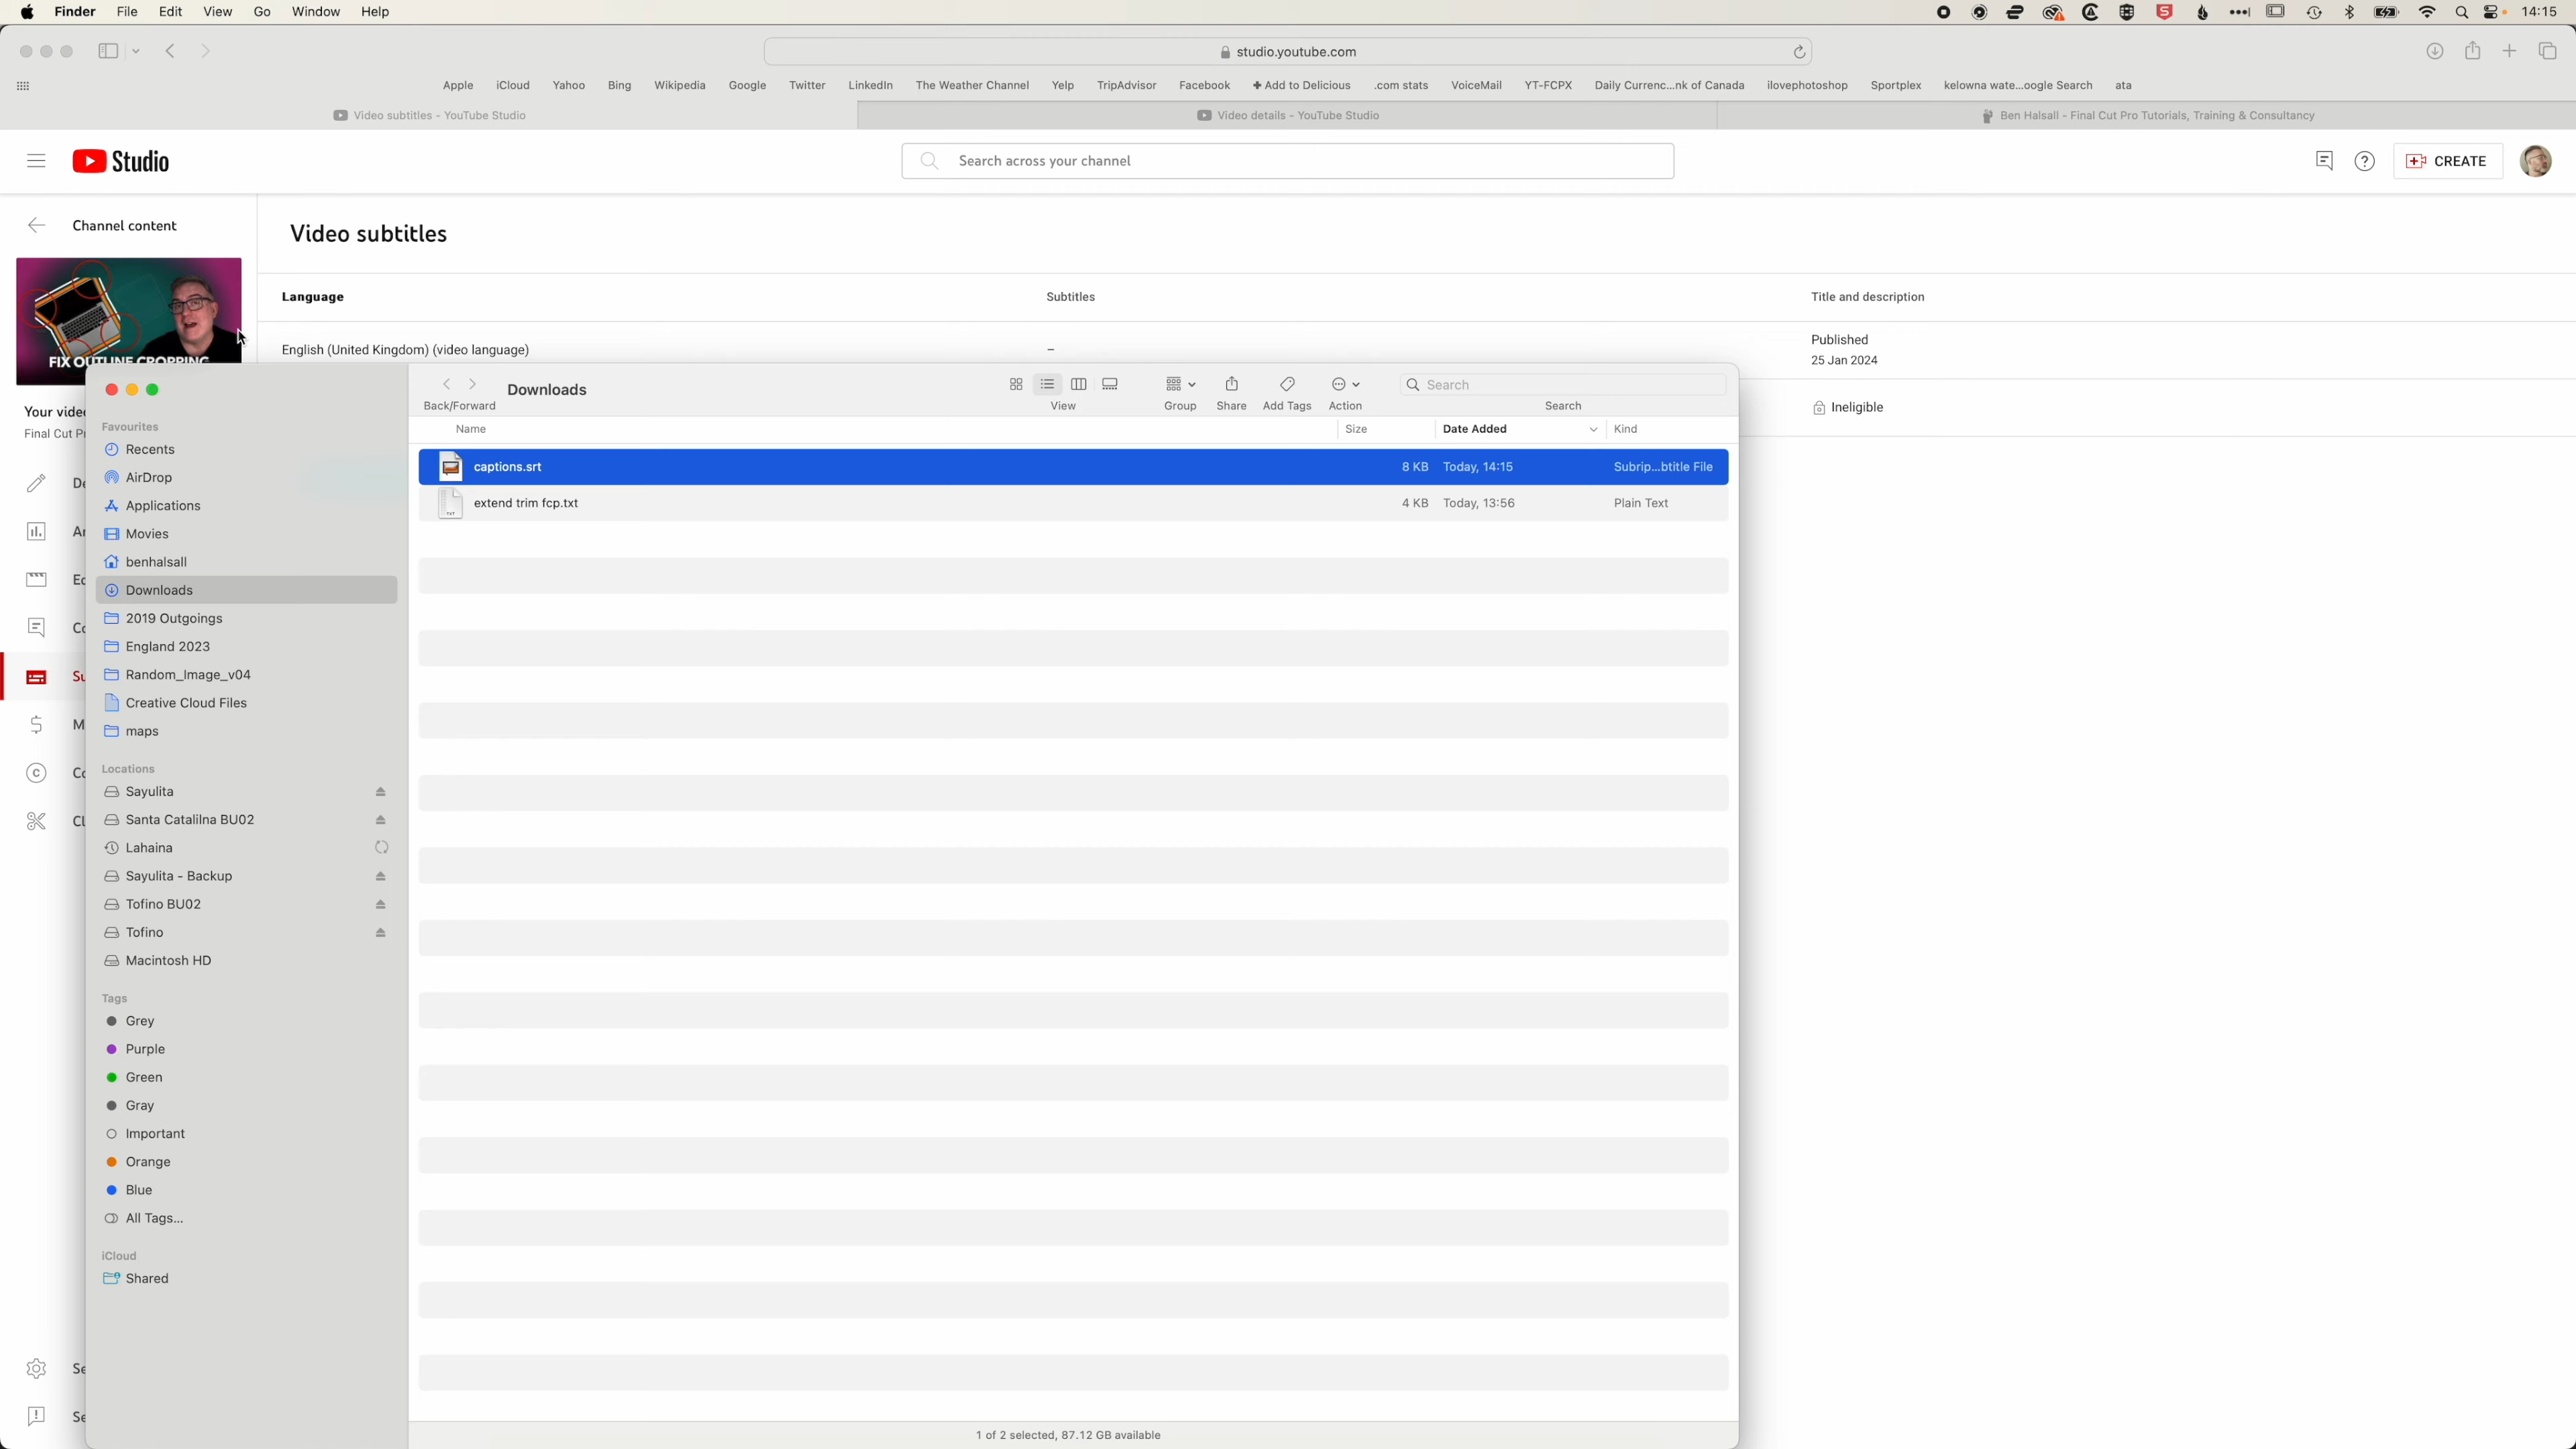 Finder File Edit View Go Window Help 14:15
studio.youtube.com
Apple iCloud Yahoo Bing Wikipedia Google Twitter LinkedIn The Weather Channel Yelp TripAdvisor Facebook + Add to Delicious .com stats VoiceMail YT-FCPX Daily Currenc...nk of Canada ilovephotoshop Sportplex kelowna wate...oogle Search ata
Video subtitles - YouTube Studio Video details - YouTube Studio Ben Halsall - Final Cut Pro Tutorials, Training & Consultancy
Studio Search across your channel CREATE
Channel content
Video subtitles
Language Subtitles Title and description
English (United Kingdom) (video language) – Published
25 Jan 2024
FIX OUTLINE CROPPING
Ineligible
Your vide
Final Cut P
Downloads
Back/Forward View Group Share Add Tags Action Search
Search
Name Size Date Added Kind
captions.srt 8 KB Today, 14:15 Subrip...btitle File
extend trim fcp.txt 4 KB Today, 13:56 Plain Text
Favourites
Recents
AirDrop
Applications
Movies
benhalsall
Downloads
2019 Outgoings
England 2023
Random_Image_v04
Creative Cloud Files
maps
Locations
Sayulita
Santa Catalilna BU02
Lahaina
Sayulita - Backup
Tofino BU02
Tofino
Macintosh HD
Tags
Grey
Purple
Green
Gray
Important
Orange
Blue
All Tags...
iCloud
Shared
1 of 2 selected, 87.12 GB available